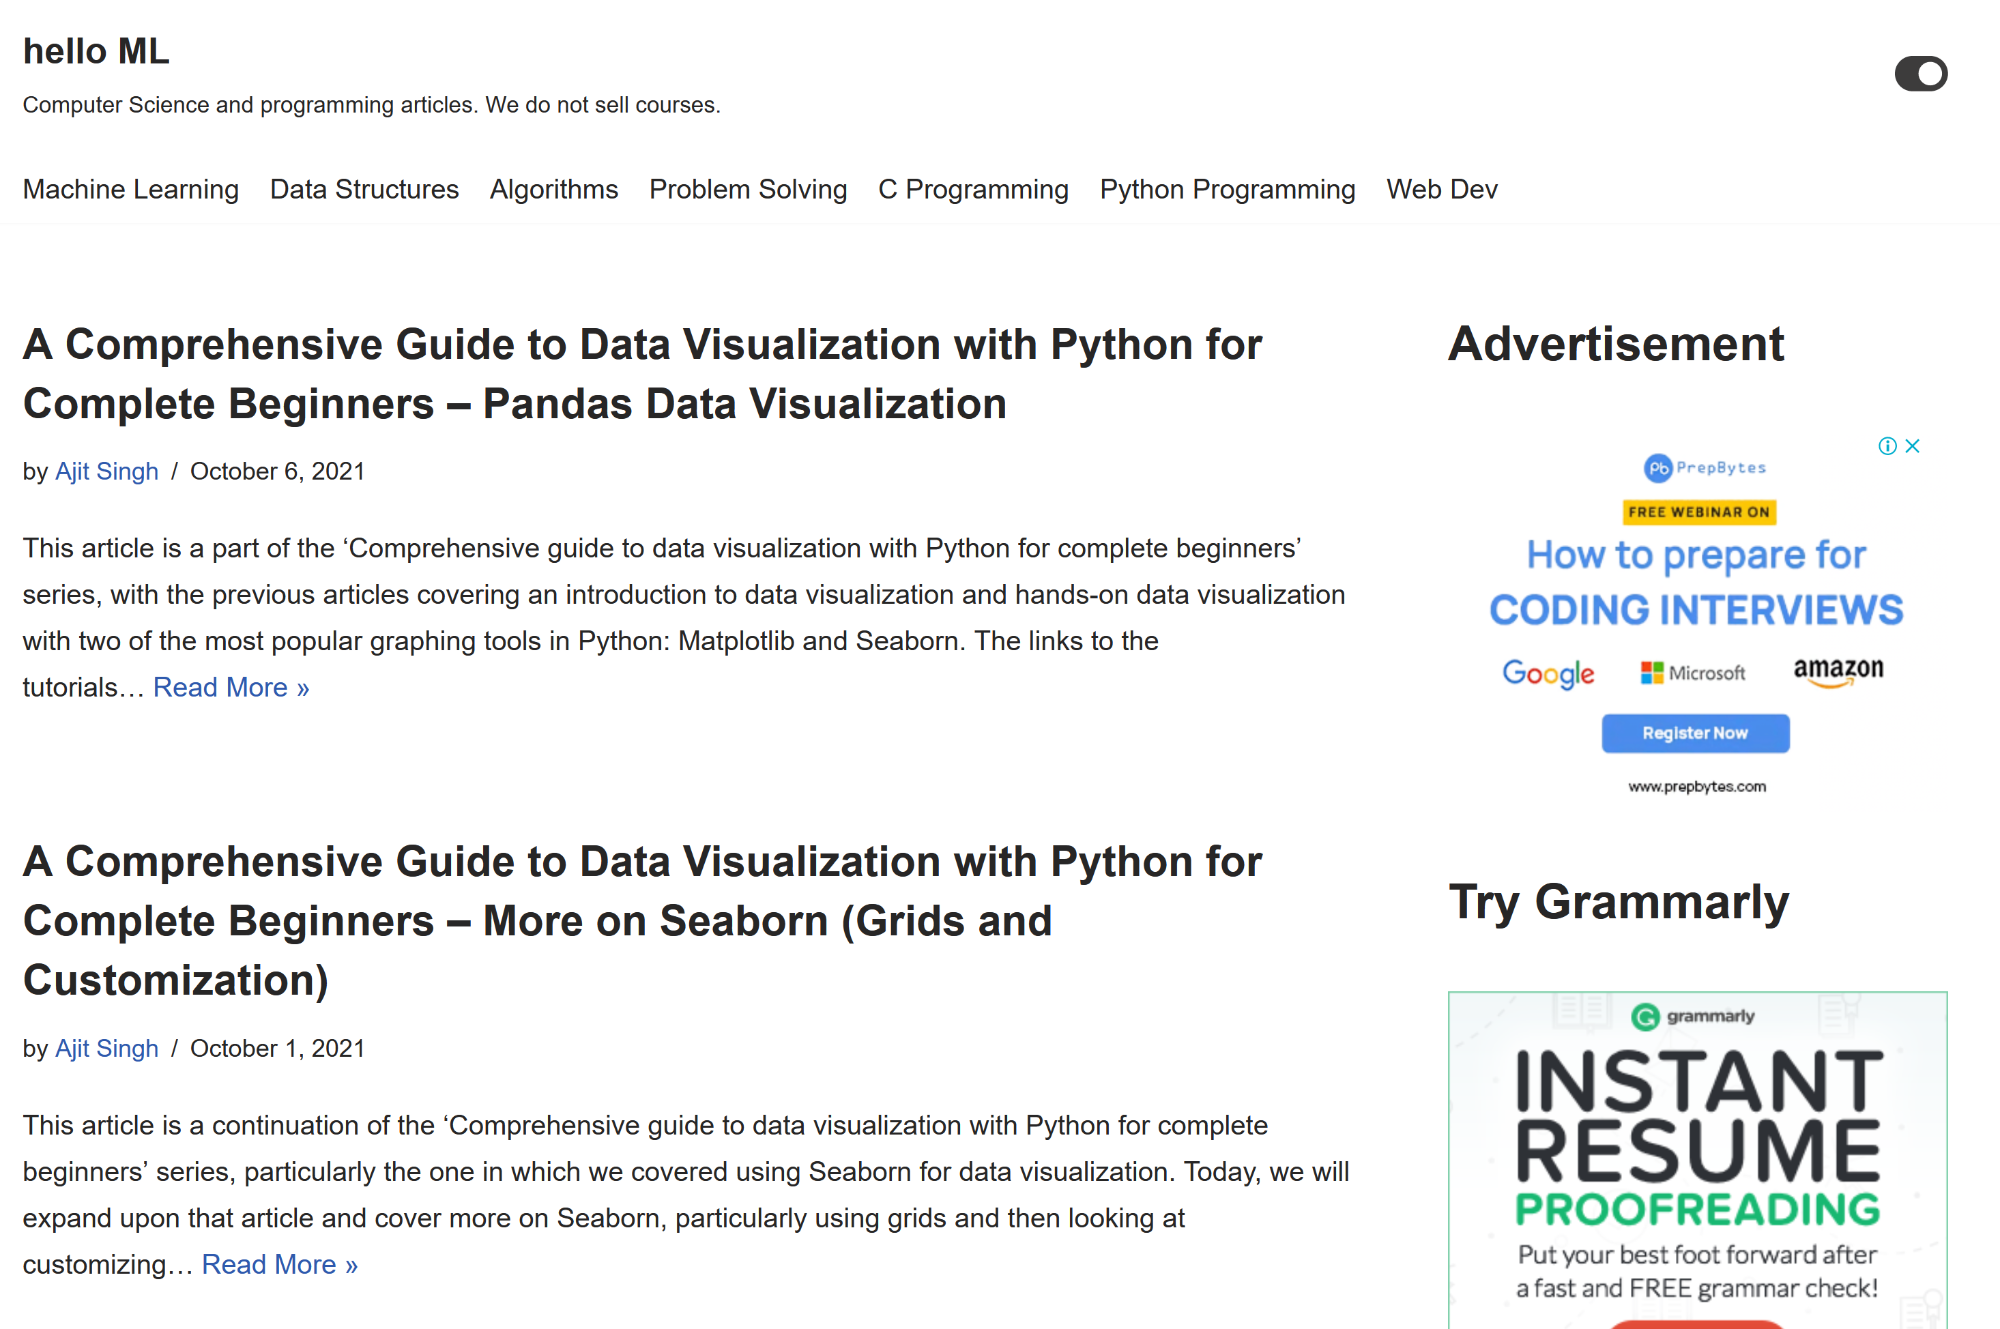 hello ML
Computer Science and programming articles. We do not sell courses.
Machine Learning Data Structures Algorithms Problem Solving C Programming Python Programming Web Dev
A Comprehensive Guide to Data Visualization with Python for
Complete Beginners – Pandas Data Visualization
by Ajit Singh / October 6, 2021
This article is a part of the ‘Comprehensive guide to data visualization with Python for complete beginners’
series, with the previous articles covering an introduction to data visualization and hands-on data visualization
with two of the most popular graphing tools in Python: Matplotlib and Seaborn. The links to the
tutorials… Read More »
A Comprehensive Guide to Data Visualization with Python for
Complete Beginners – More on Seaborn (Grids and
Customization)
by Ajit Singh / October 1, 2021
This article is a continuation of the ‘Comprehensive guide to data visualization with Python for complete
beginners’ series, particularly the one in which we covered using Seaborn for data visualization. Today, we will
expand upon that article and cover more on Seaborn, particularly using grids and then looking at
customizing… Read More »
Advertisement
Pb PrepBytes
FREE WEBINAR ON
How to prepare for
CODING INTERVIEWS
Google Microsoft amazon
Register Now
www.prepbytes.com
Try Grammarly
grammarly
INSTANT
RESUME
PROOFREADING
Put your best foot forward after
a fast and FREE grammar check!